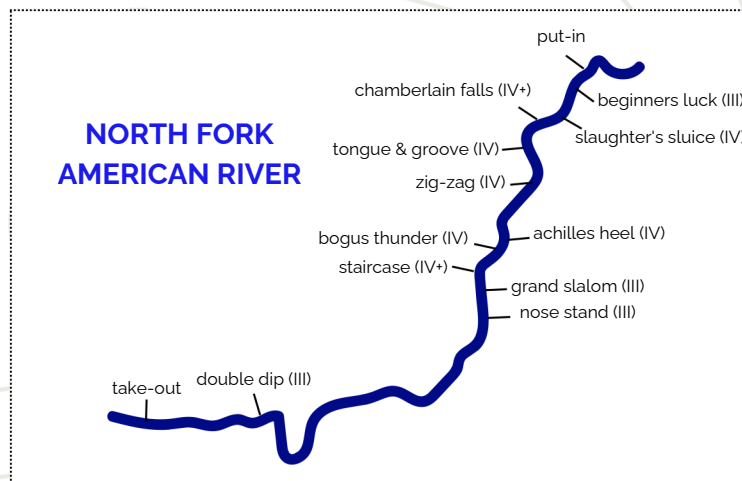 put-in
chamberlain falls (IV+)
beginners luck (III)
NORTH FORK
AMERICAN RIVER
slaughter's sluice (IV)
tongue & groove (IV)
zig-zag (IV)
achilles heel (IV)
bogus thunder (IV)
staircase (IV+)
grand slalom (III)
nose stand (III)
double dip (III)
take-out